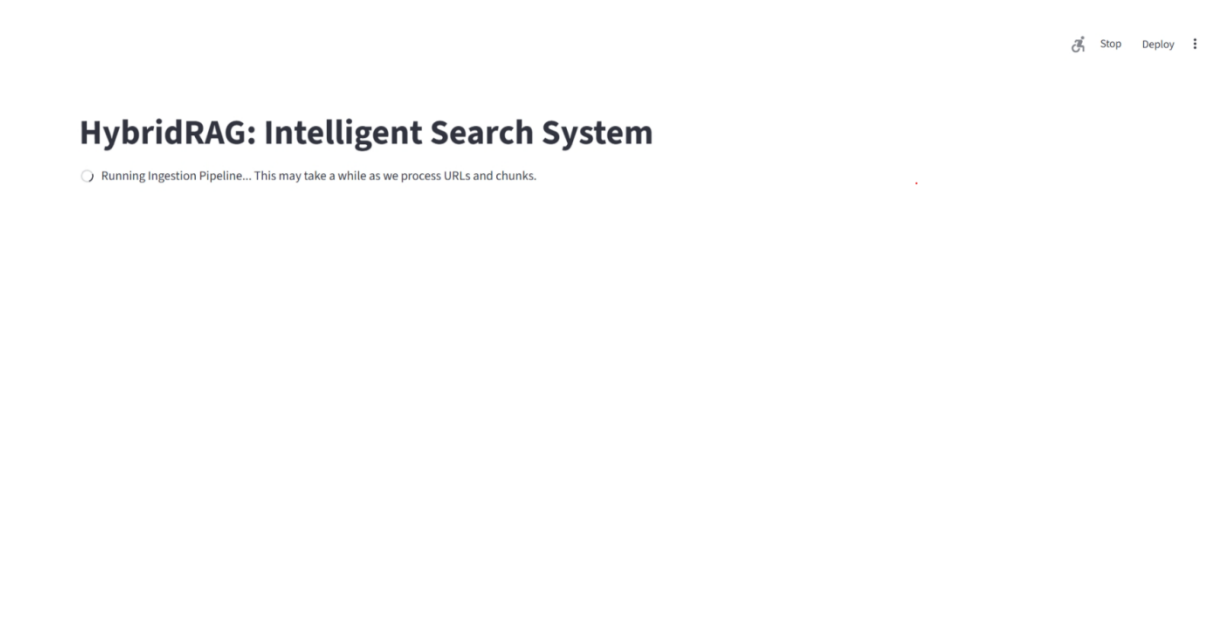 Stop Deploy
HybridRAG: Intelligent Search System
Running Ingestion Pipeline... This may take a while as we process URLs and chunks.